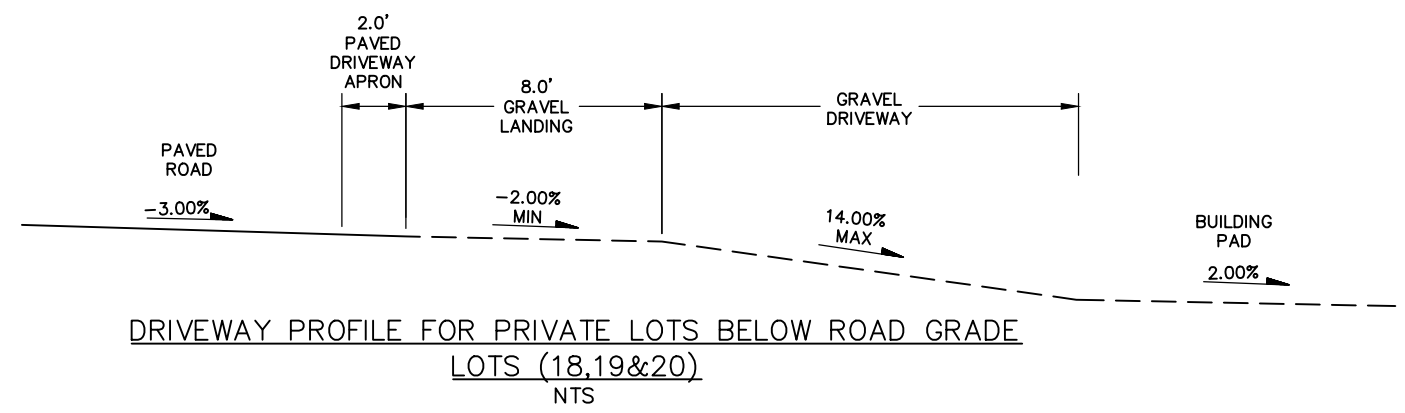 2.0'
PAVED
DRIVEWAY
APRON
8.0'
GRAVEL
LANDING
GRAVEL
DRIVEWAY
PAVED
ROAD
-3.00%
-2.00%
MIN
14.00%
MAX
BUILDING
PAD
2.00%
DRIVEWAY PROFILE FOR PRIVATE LOTS BELOW ROAD GRADE
LOTS (18,19&20)
NTS